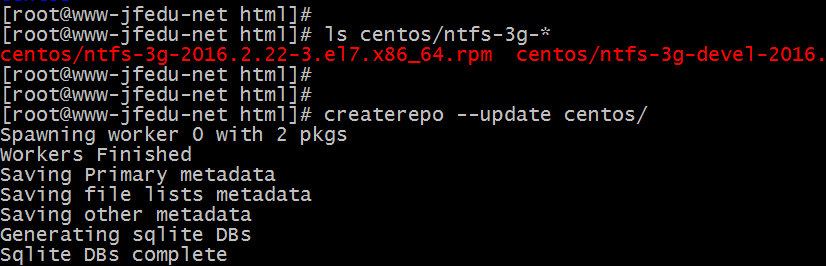 [root@www-jfedu-net html]#
[root@www-jfedu-net html]# ls centos/ntfs-3g-*
centos/ntfs-3g-2016.2.22-3.el7.x86_64.rpm  centos/ntfs-3g-devel-2016.
[root@www-jfedu-net html]#
[root@www-jfedu-net html]#
[root@www-jfedu-net html]# createrepo --update centos/
Spawning worker 0 with 2 pkgs
Workers Finished
Saving Primary metadata
Saving file lists metadata
Saving other metadata
Generating sqlite DBs
Sqlite DBs complete